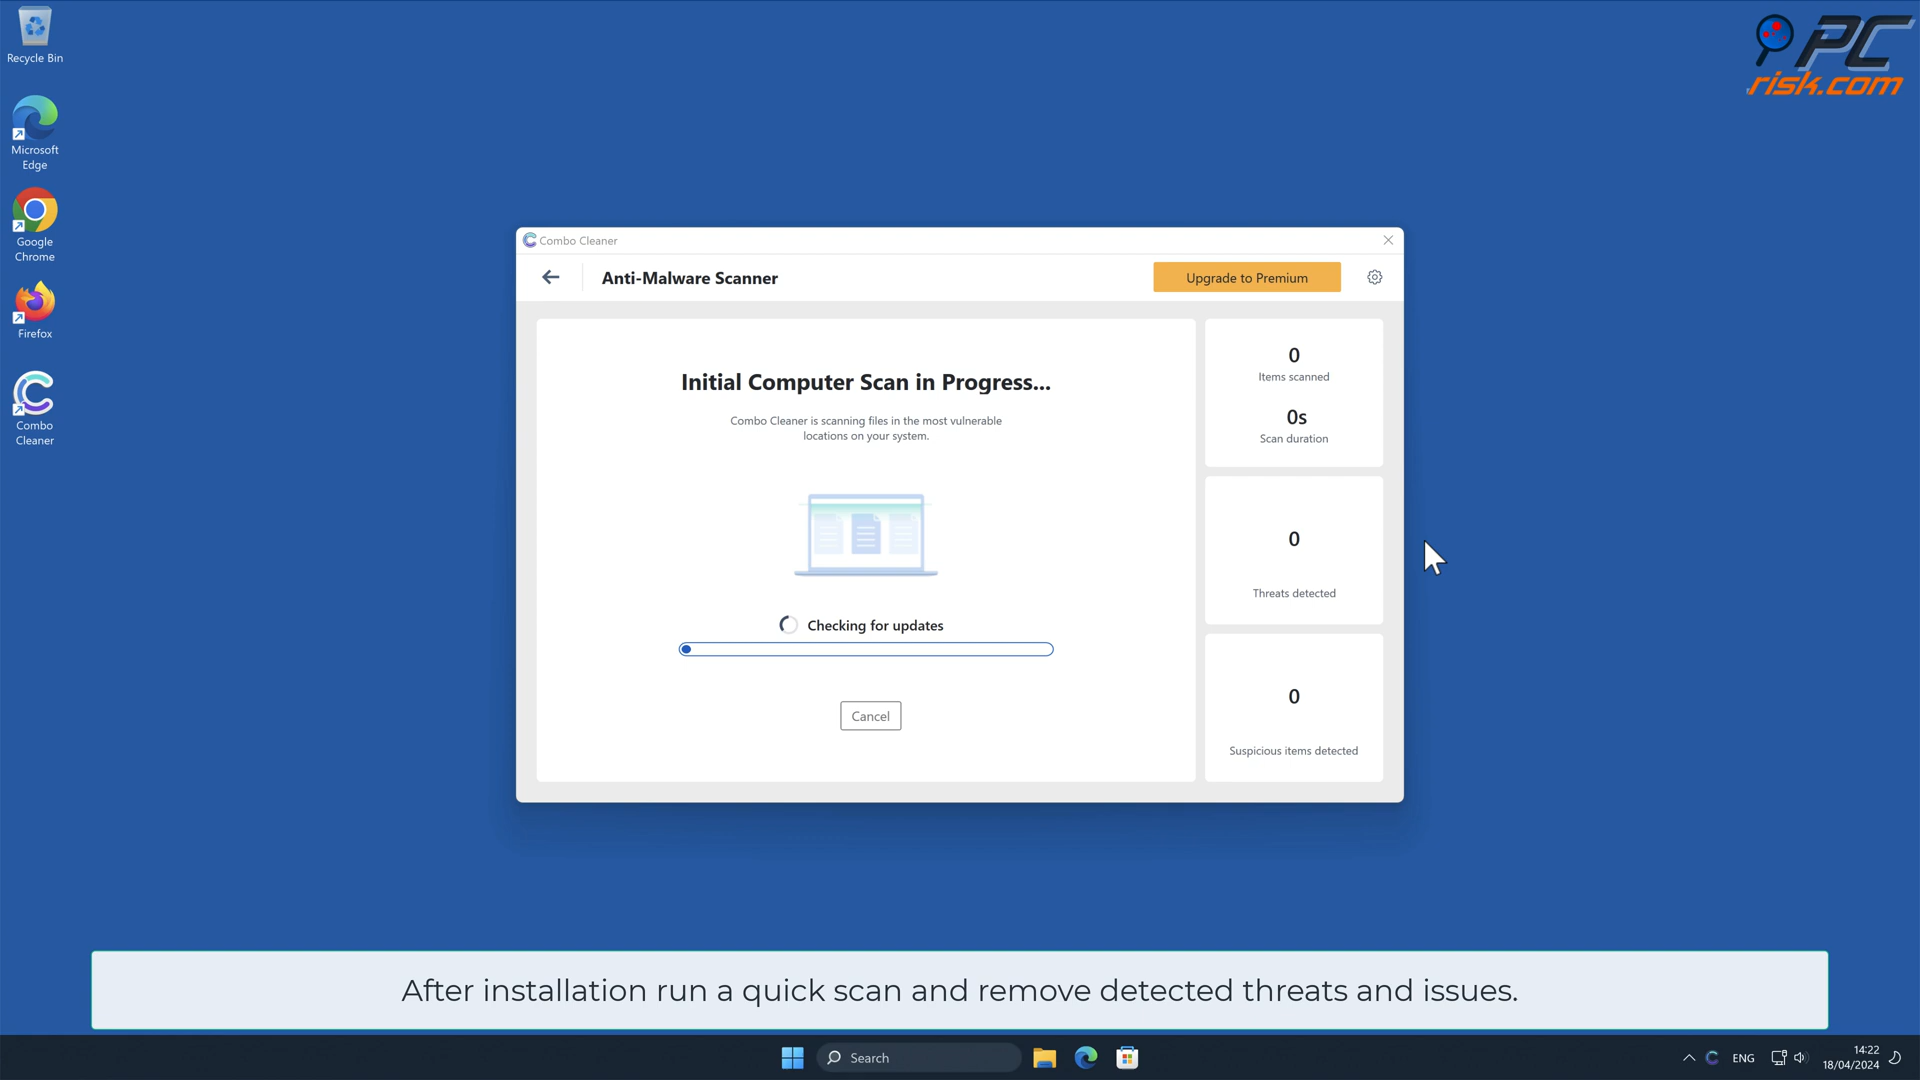 Recycle Bin
Microsoft
Edge
Google
Chrome
Firefox
Combo
Cleaner
PC
risk.com
Combo Cleaner
Anti-Malware Scanner
Upgrade to Premium
Initial Computer Scan in Progress...
Combo Cleaner is scanning files in the most vulnerable
locations on your system.
Checking for updates
Cancel
0
Items scanned
0s
Scan duration
0
Threats detected
0
Suspicious items detected
After installation run a quick scan and remove detected threats and issues.
Search
ENG
14:22
18/04/2024